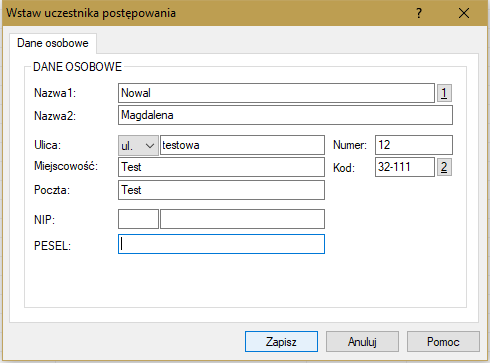 Wstaw uczestnika postępowania ?
Dane osobowe
DANE OSOBOWE
Nazwa1: Nowal 1
Nazwa2: Magdalena
Ulica: ul. testowa Numer: 12
Miejscowość: Test Kod: 32-111 2
Poczta: Test
NIP:
PESEL:
Zapisz Anuluj Pomoc